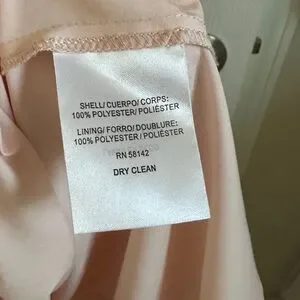 SHELL/ CUERPO/ CORPS:
100% POLYESTER/ POLIÉSTER
LINING/ FORRO/ DOUBLURE:
100% POLYESTER/ POLIÉSTER
RN 58142
DRY CLEAN